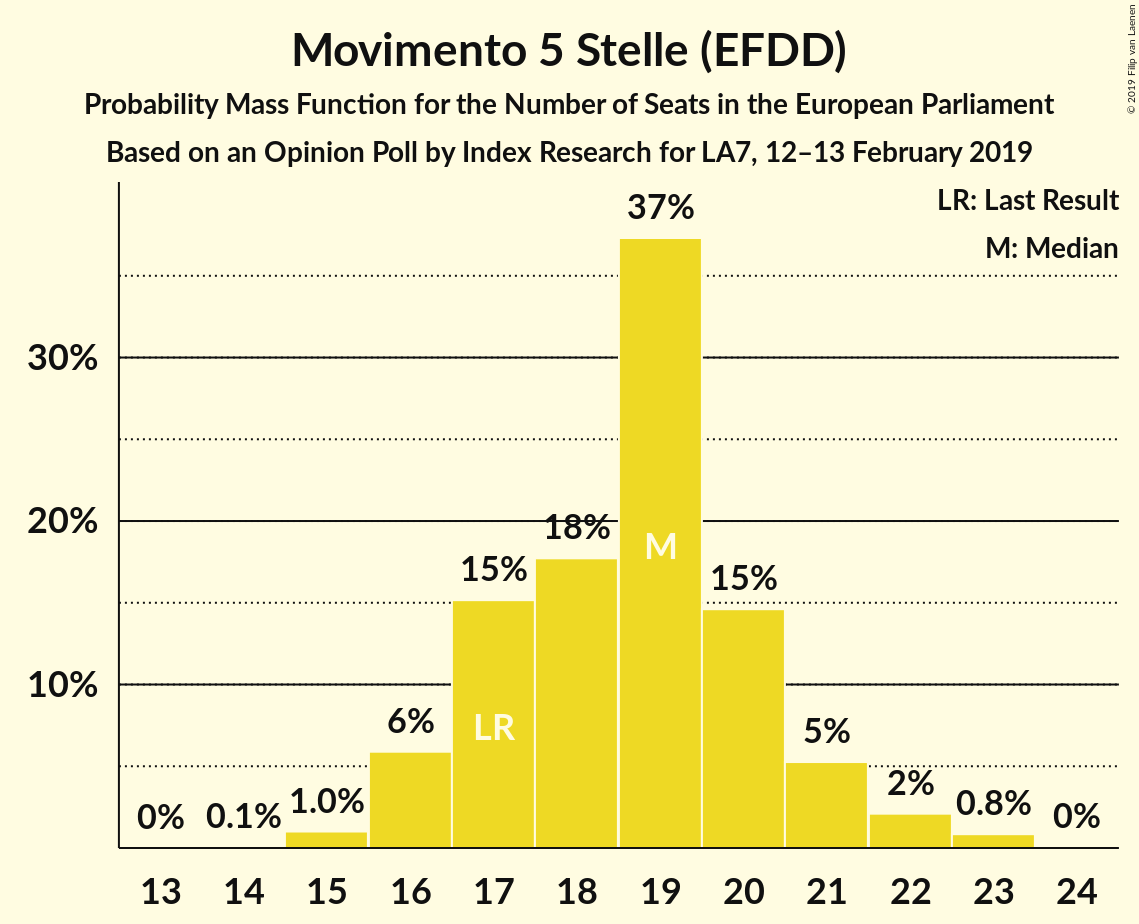 Movimento 5 Stelle (EFDD)
Probability Mass Function for the Number of Seats in the European Parliament
Based on an Opinion Poll by Index Research for LA7, 12–13 February 2019
© 2019 Filip van Laenen
LR: Last Result
M: Median
37%
30%
20%
18%
M
15%
15%
10%
6%
LR
5%
2%
0%
0.1%
1.0%
0.8%
0%
13 14 15 16 17 18 19 20 21 22 23 24